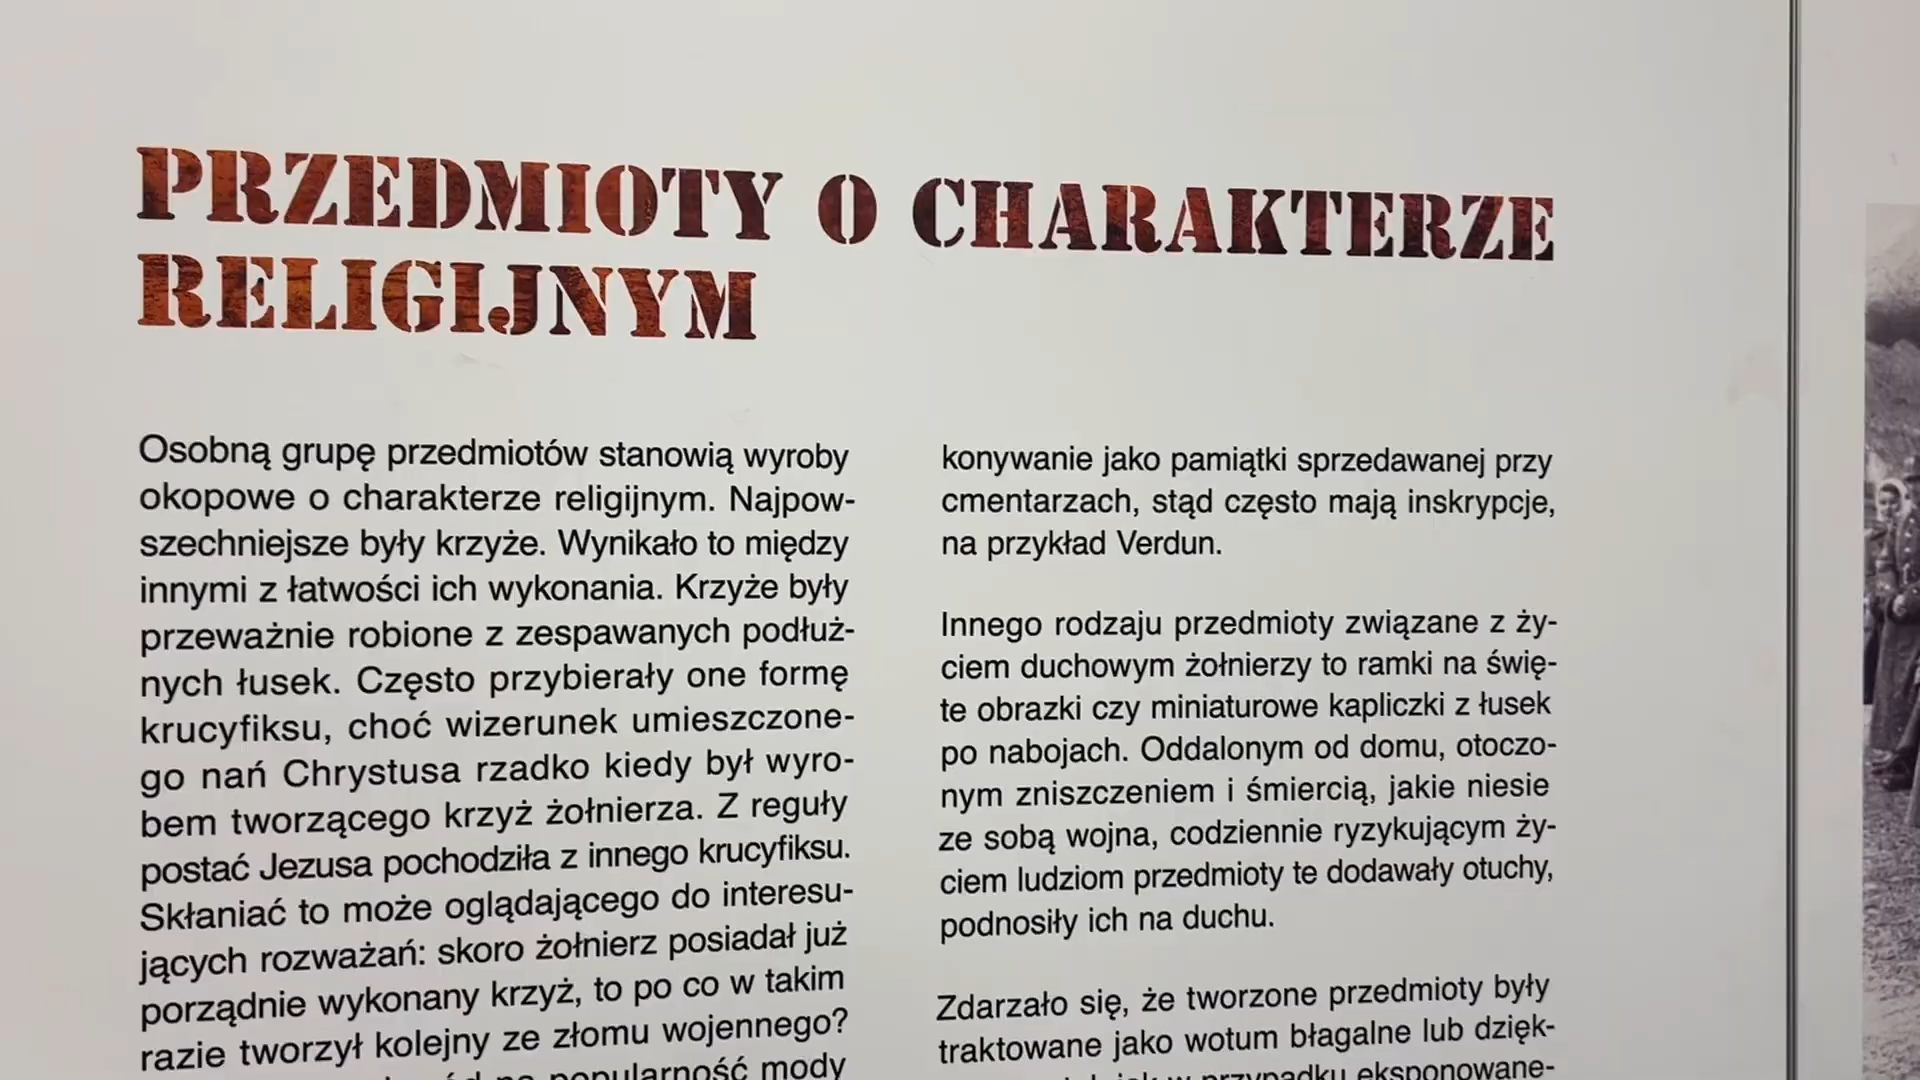 PRZEDMIOTY O CHARAKTERZE
RELIGIJNYM
Osobną grupę przedmiotów stanowią wyroby
okopowe o charakterze religijnym. Najpow-
szechniejsze były krzyże. Wynikało to między
innymi z łatwości ich wykonania. Krzyże były
przeważnie robione z zespawanych podłuż-
nych łusek. Często przybierały one formę
krucyfiksu, choć wizerunek umieszczone-
go nań Chrystusa rzadko kiedy był wyro-
bem tworzącego krzyż żołnierza. Z reguły
postać Jezusa pochodziła z innego krucyfiksu.
Skłaniać to może oglądającego do interesu-
jących rozważań: skoro żołnierz posiadał już
porządnie wykonany krzyż, to po co w takim
razie tworzył kolejny ze złomu wojennego?
na popularność mody
konywanie jako pamiątki sprzedawanej przy
cmentarzach, stąd często mają inskrypcje,
na przykład Verdun.
Innego rodzaju przedmioty związane z ży-
ciem duchowym żołnierzy to ramki na świę-
te obrazki czy miniaturowe kapliczki z łusek
po nabojach. Oddalonym od domu, otoczo-
nym zniszczeniem i śmiercią, jakie niesie
ze sobą wojna, codziennie ryzykującym ży-
ciem ludziom przedmioty te dodawały otuchy,
podnosiły ich na duchu.
Zdarzało się, że tworzone przedmioty były
traktowane jako wotum błagalne lub dzięk-
jak w przypadku eksponowane-